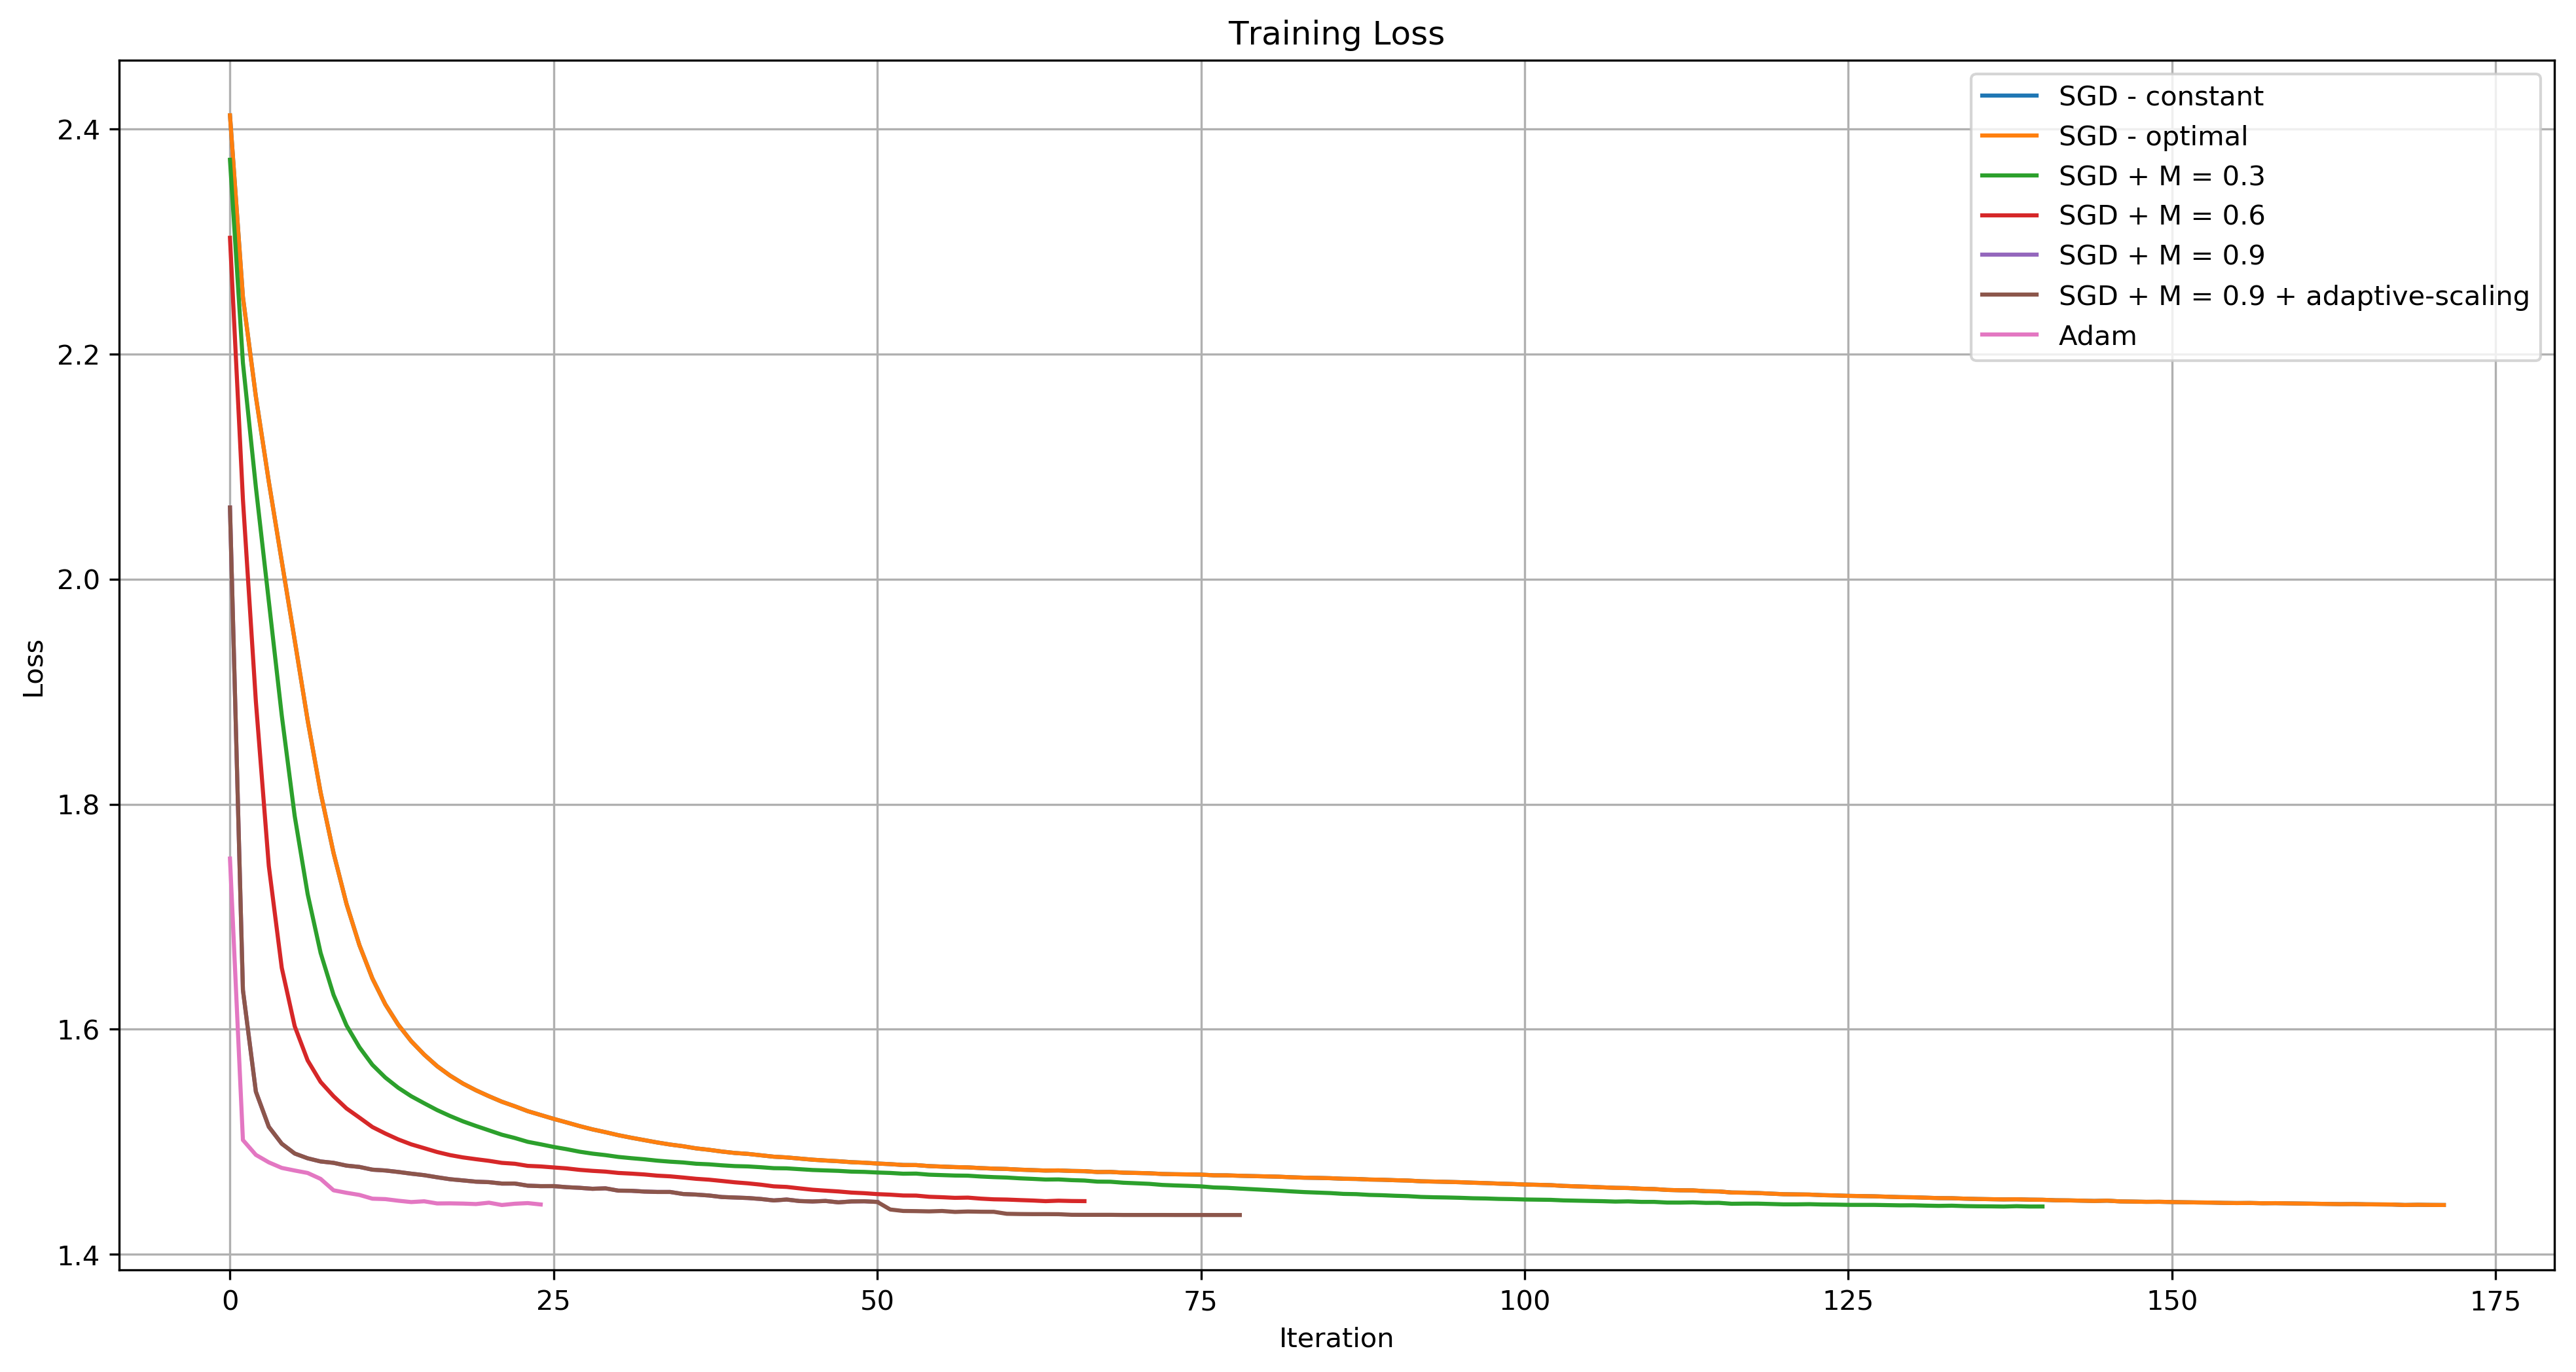 Training Loss
SGD - constant
SGD - optimal
SGD + M = 0.3
SGD + M = 0.6
SGD + M = 0.9
SGD + M = 0.9 + adaptive-scaling
Adam
2.4
2.2
2.0
1.8
1.6
1.4
Loss
0 25 50 75 100 125 150 175
Iteration